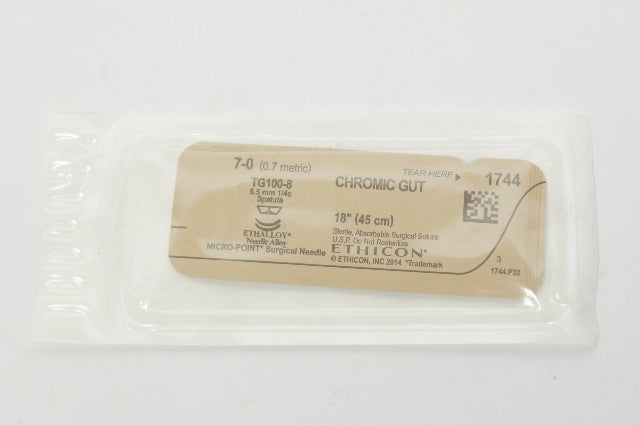 7-0 (0.7 metric)
TG100-8
6.5 mm 1/4c
Spatula
ETHALLOY*
Needle Alloy
MICRO-POINT* Surgical Needle
TEAR HERE
1744
CHROMIC GUT
18" (45 cm)
Sterile, Absorbable Surgical Suture.
U.S.P. Do Not Resterilize
ETHICON*
© ETHICON, INC 2014 *Trademark
3
1744.P32